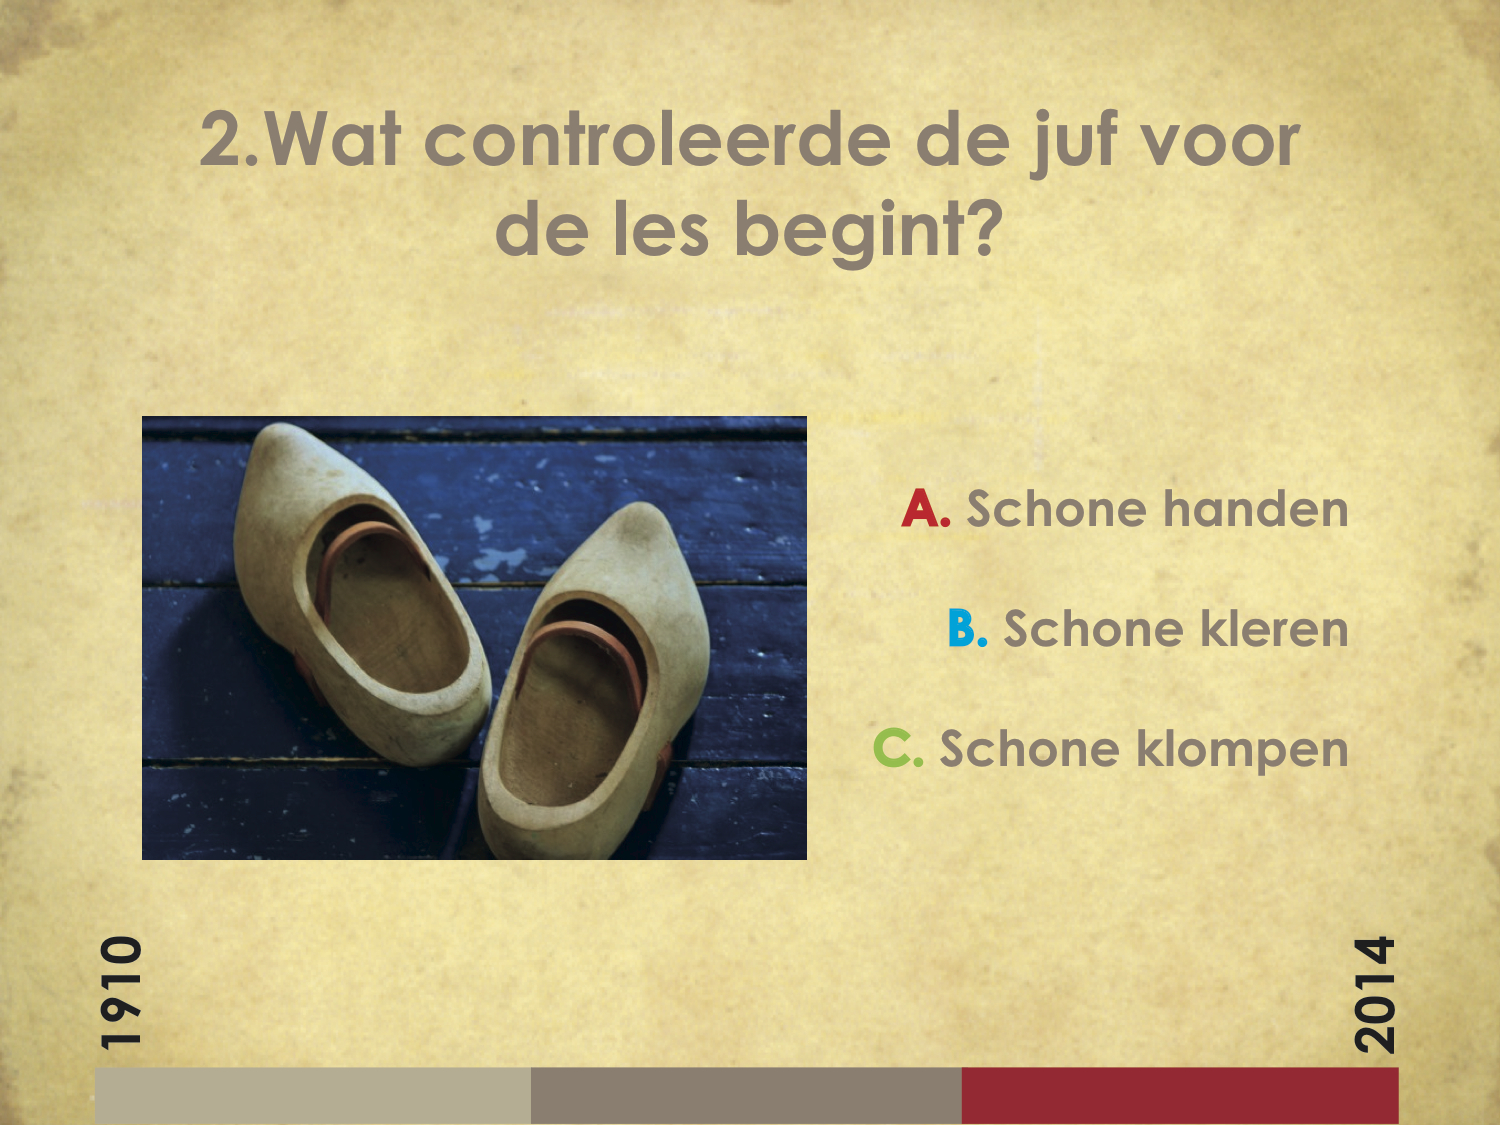 2.Wat controleerde de juf voor
de les begint?
A. Schone handen
B. Schone kleren
C. Schone klompen
1910
2014